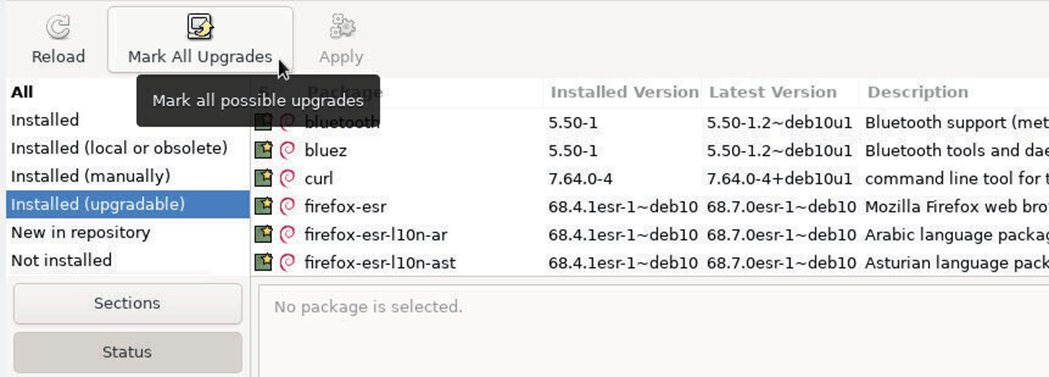 Reload
Mark All Upgrades
Apply
Mark all possible upgrades
All
Installed
Installed (local or obsolete)
Installed (manually)
Installed (upgradable)
New in repository
Not installed
Sections
Status
S Package Installed Version Latest Version Description
bluetooth 5.50-1 5.50-1.2~deb10u1 Bluetooth support (met
bluez 5.50-1 5.50-1.2~deb10u1 Bluetooth tools and dae
curl 7.64.0-4 7.64.0-4+deb10u1 command line tool for t
firefox-esr 68.4.1esr-1~deb10 68.7.0esr-1~deb10 Mozilla Firefox web bro
firefox-esr-l10n-ar 68.4.1esr-1~deb10 68.7.0esr-1~deb10 Arabic language packag
firefox-esr-l10n-ast 68.4.1esr-1~deb10 68.7.0esr-1~deb10 Asturian language pack
No package is selected.